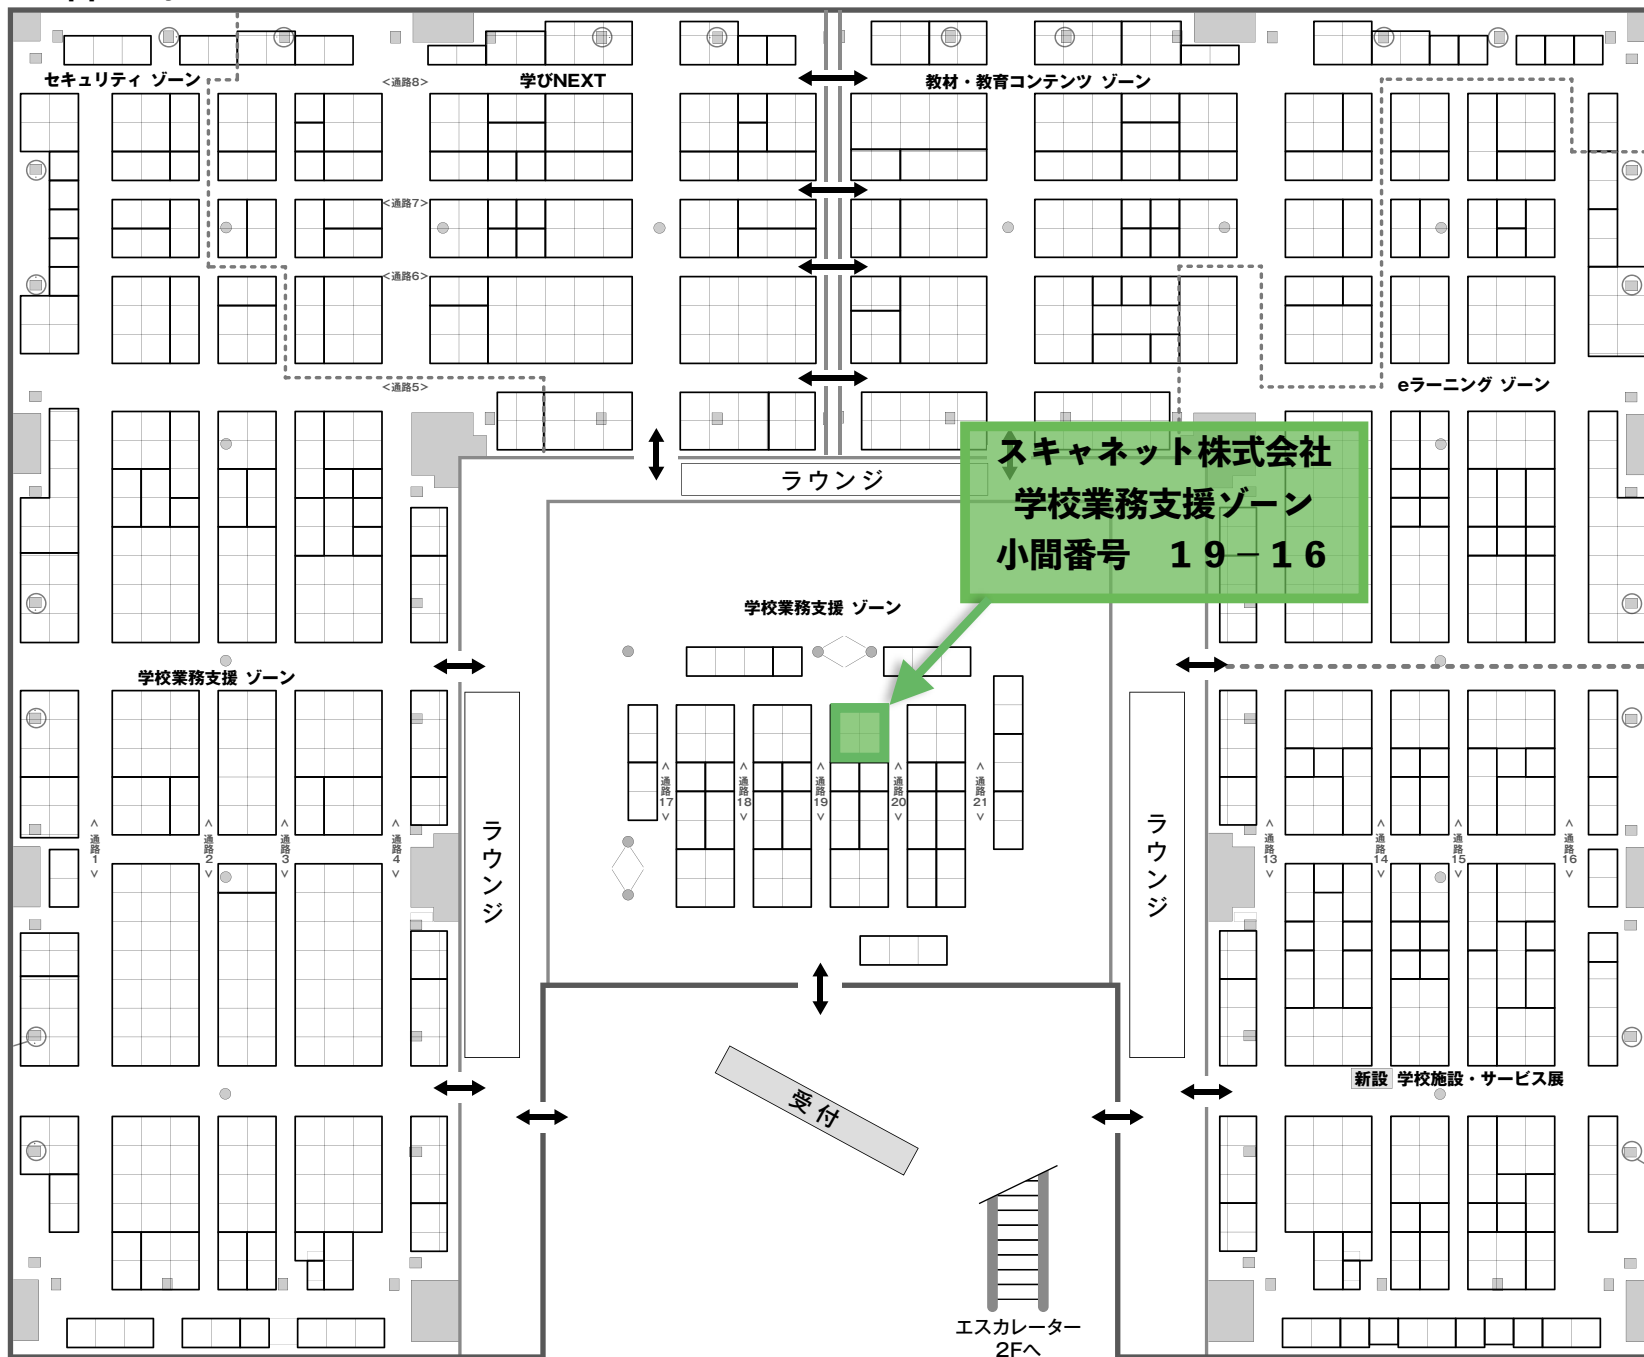 セキュリティ ゾーン
<通路8>
学びNEXT
教材・教育コンテンツ ゾーン
<通路7>
<通路6>
<通路5>
eラーニング ゾーン
スキャネット株式会社
学校業務支援ゾーン
小間番号　１９－１６
ラウンジ
学校業務支援 ゾーン
学校業務支援 ゾーン
<通路17>
<通路18>
<通路19>
<通路20>
<通路21>
<通路1>
<通路2>
<通路3>
<通路4>
ラウンジ
ラウンジ
<通路13>
<通路14>
<通路15>
<通路16>
新設 学校施設・サービス展
受付
エスカレーター
2Fへ